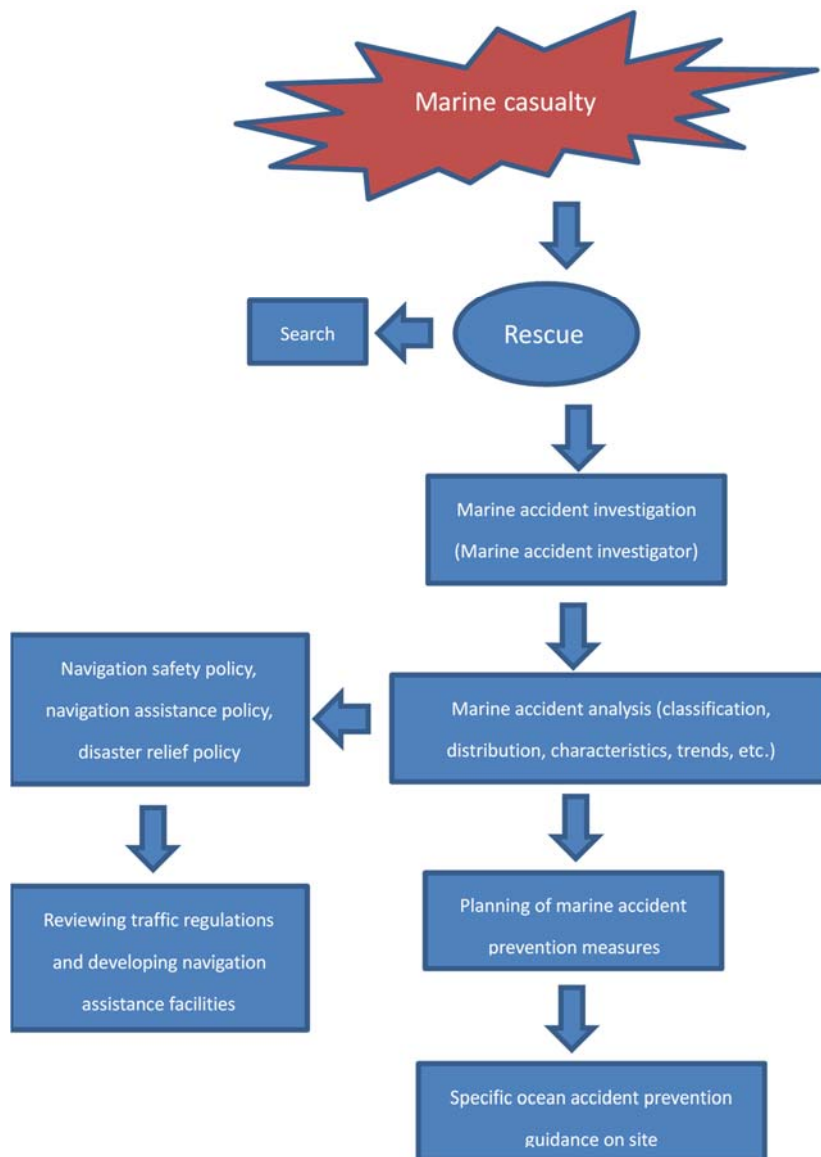 Marine casualty
Search
Rescue
Marine accident investigation
(Marine accident investigator)
Navigation safety policy,
navigation assistance policy,
disaster relief policy
Marine accident analysis (classification,
distribution, characteristics, trends, etc.)
Reviewing traffic regulations
and developing navigation
assistance facilities
Planning of marine accident
prevention measures
Specific ocean accident prevention
guidance on site